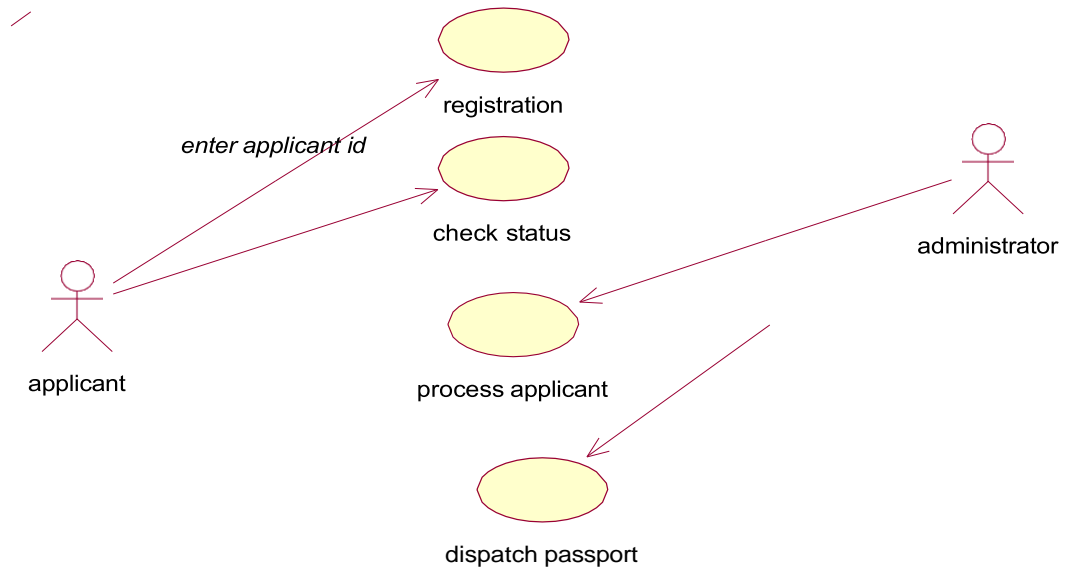 registration
enter applicant id
check status
administrator
applicant
process applicant
dispatch passport